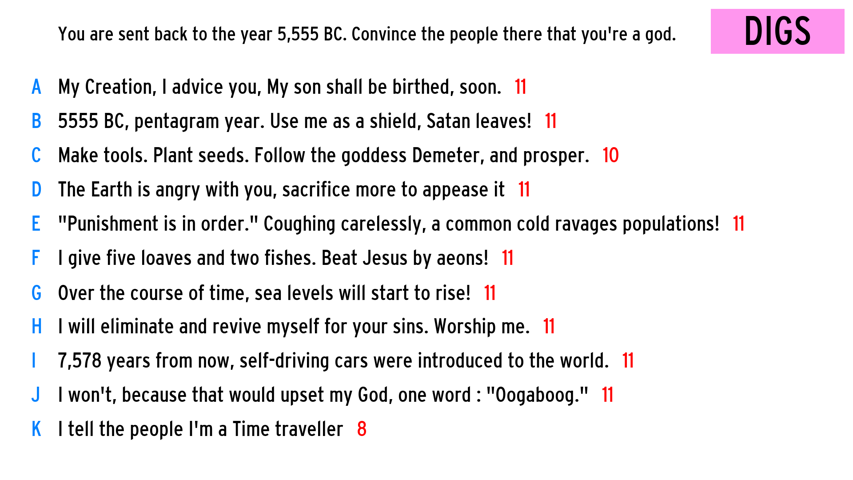 You are sent back to the year 5,555 BC. Convince the people there that you're a god.
DIGS
A My Creation, I advice you, My son shall be birthed, soon. 11
B 5555 BC, pentagram year. Use me as a shield, Satan leaves! 11
C Make tools. Plant seeds. Follow the goddess Demeter, and prosper. 10
D The Earth is angry with you, sacrifice more to appease it 11
E "Punishment is in order." Coughing carelessly, a common cold ravages populations! 11
F I give five loaves and two fishes. Beat Jesus by aeons! 11
G Over the course of time, sea levels will start to rise! 11
H I will eliminate and revive myself for your sins. Worship me. 11
I 7,578 years from now, self-driving cars were introduced to the world. 11
J I won't, because that would upset my God, one word : "Oogaboog." 11
K I tell the people I'm a Time traveller 8